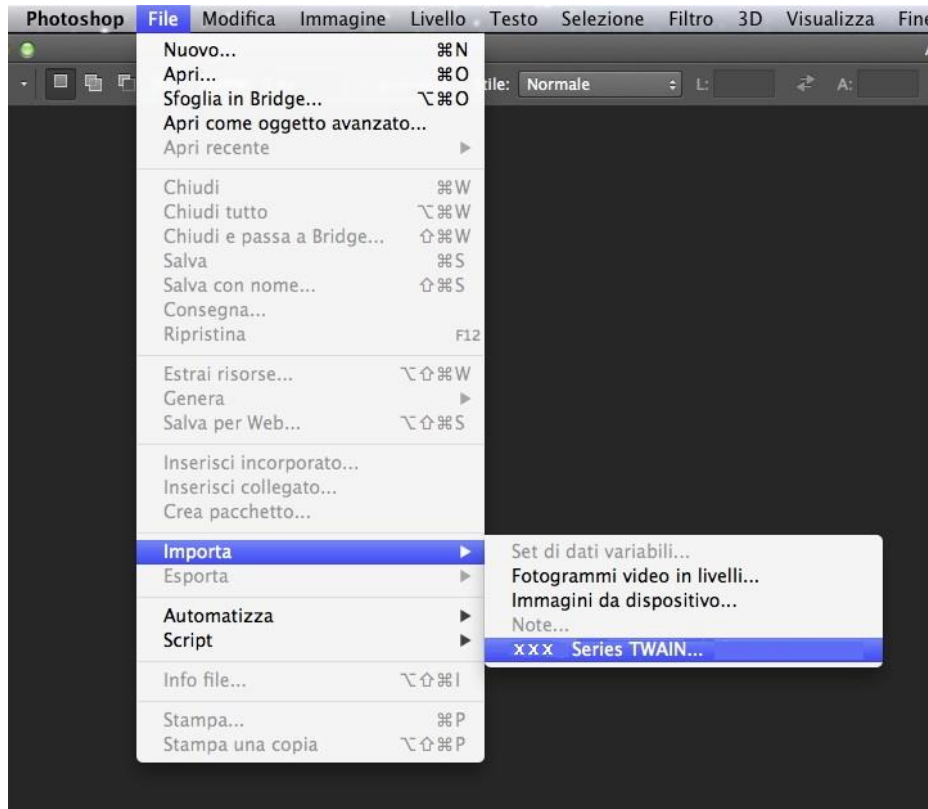 Photoshop File Modifica Immagine Livello Testo Selezione Filtro 3D Visualizza
Nuovo... ⌘N
Apri... ⌘O
Sfoglia in Bridge... ⌥⌘O
Apri come oggetto avanzato...
Apri recente
Normale L: A:
Chiudi ⌘W
Chiudi tutto ⌥⌘W
Chiudi e passa a Bridge... ⇧⌘W
Salva ⌘S
Salva con nome... ⇧⌘S
Consegna...
Ripristina F12
Estrai risorse... ⌥⇧⌘W
Genera
Salva per Web... ⌥⇧⌘S
Inserisci incorporato...
Inserisci collegato...
Crea pacchetto...
Importa
Esporta
Automatizza
Script
Info file... ⌥⇧⌘I
Stampa... ⌘P
Stampa una copia ⌥⇧⌘P
Set di dati variabili...
Fotogrammi video in livelli...
Immagini da dispositivo...
Note...
XXX Series TWAIN...